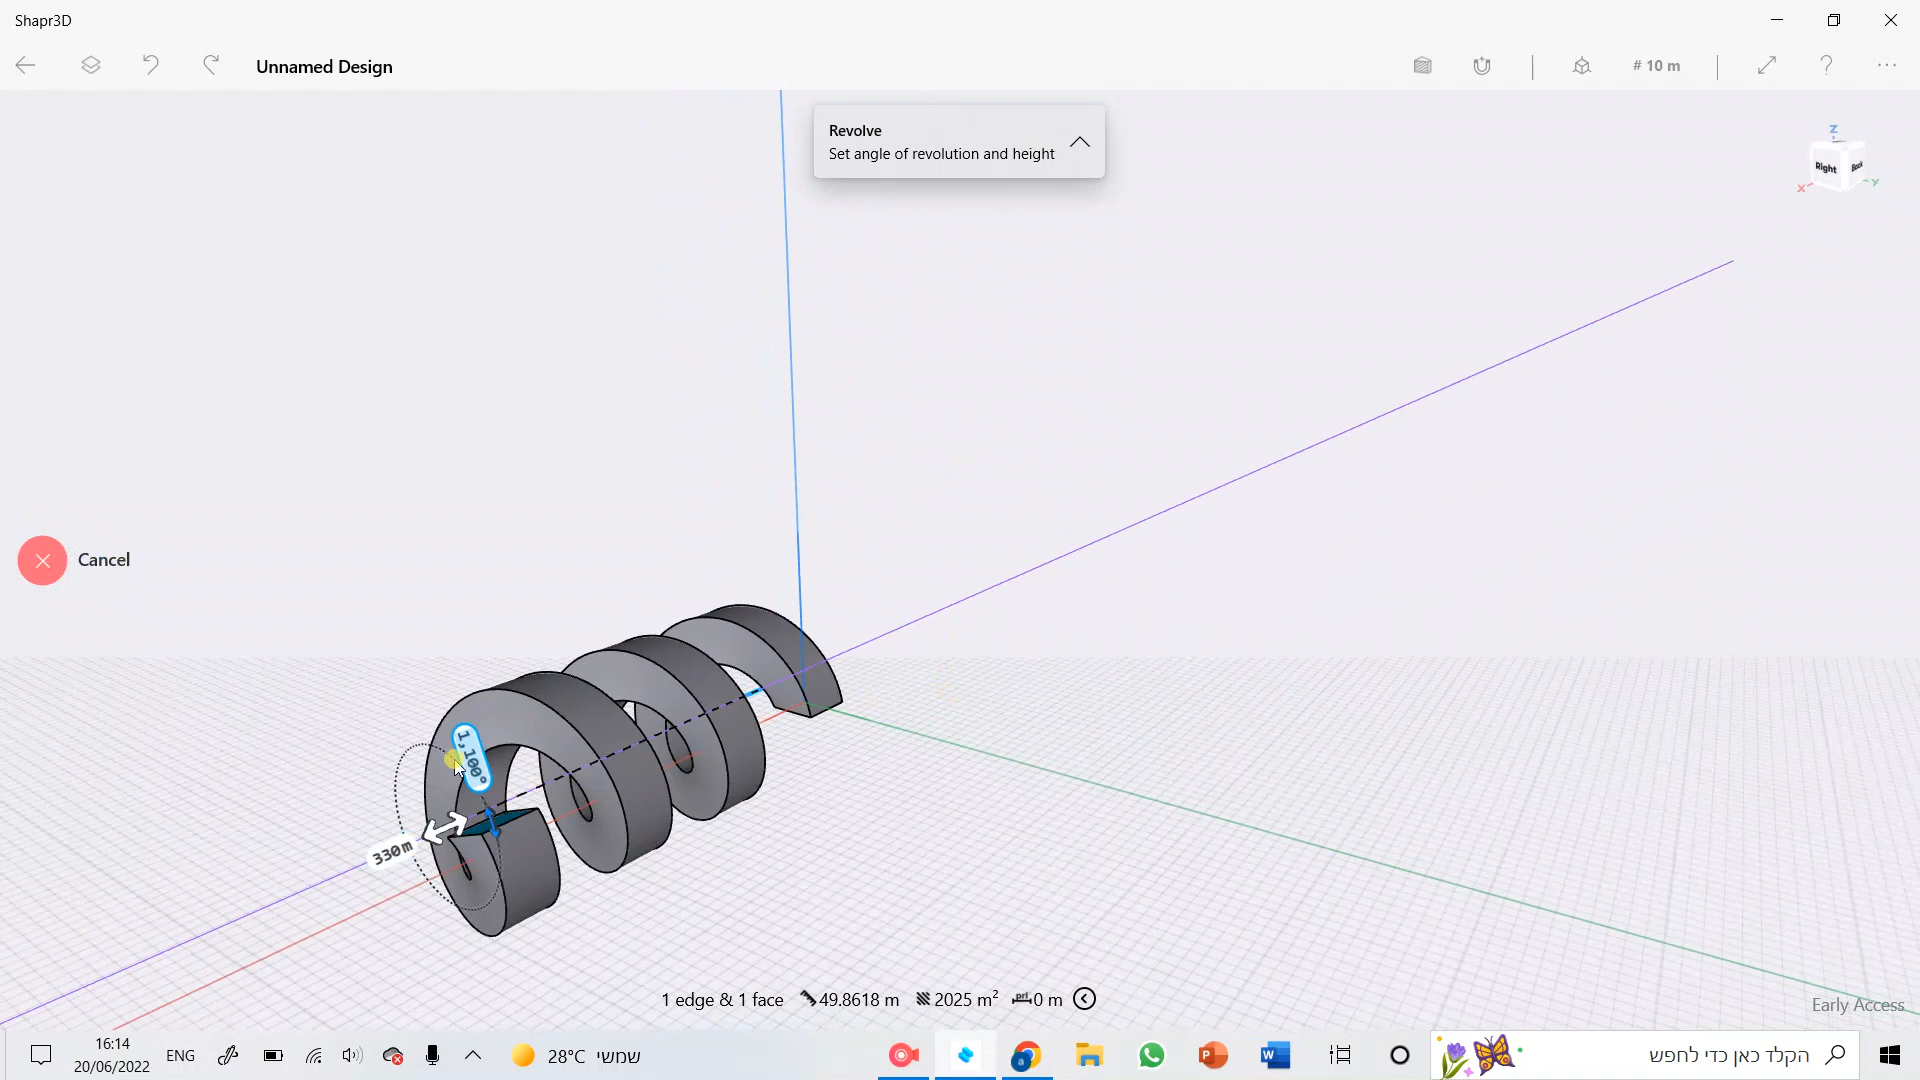 Shapr3D
Unnamed Design
# 10 m
Revolve
Set angle of revolution and height
Z
Right
Back
X
Y
Cancel
1,100°
330m
1 edge & 1 face 49.8618 m 2025 m² prl 0 m
Early Access
16:14
20/06/2022
ENG
28°C שמשי
הקלד כאן כדי לחפש